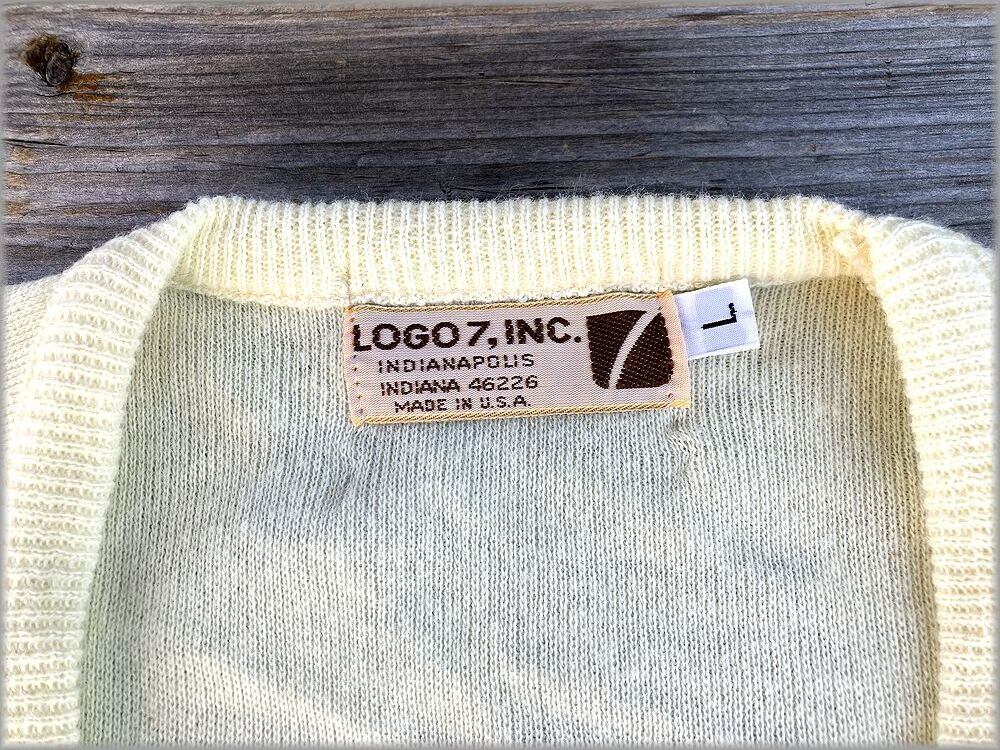 LOGO 7, INC.
INDIANAPOLIS
INDIANA 46226
MADE IN U.S.A.
L